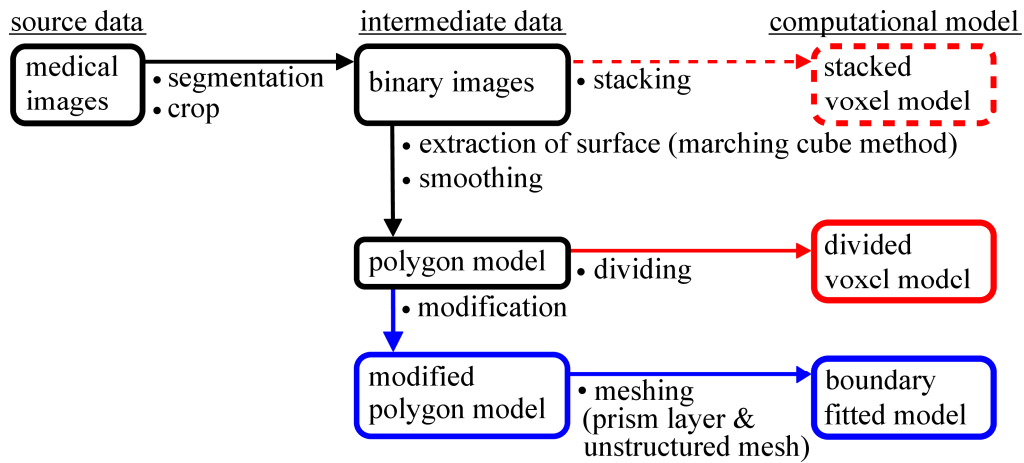 source data
intermediate data
computational model
medical
images
• segmentation
• crop
binary images
• stacking
stacked
voxel model
• extraction of surface (marching cube method)
• smoothing
polygon model
• dividing
divided
voxel model
• modification
modified
polygon model
• meshing
(prism layer &
unstructured mesh)
boundary
fitted model